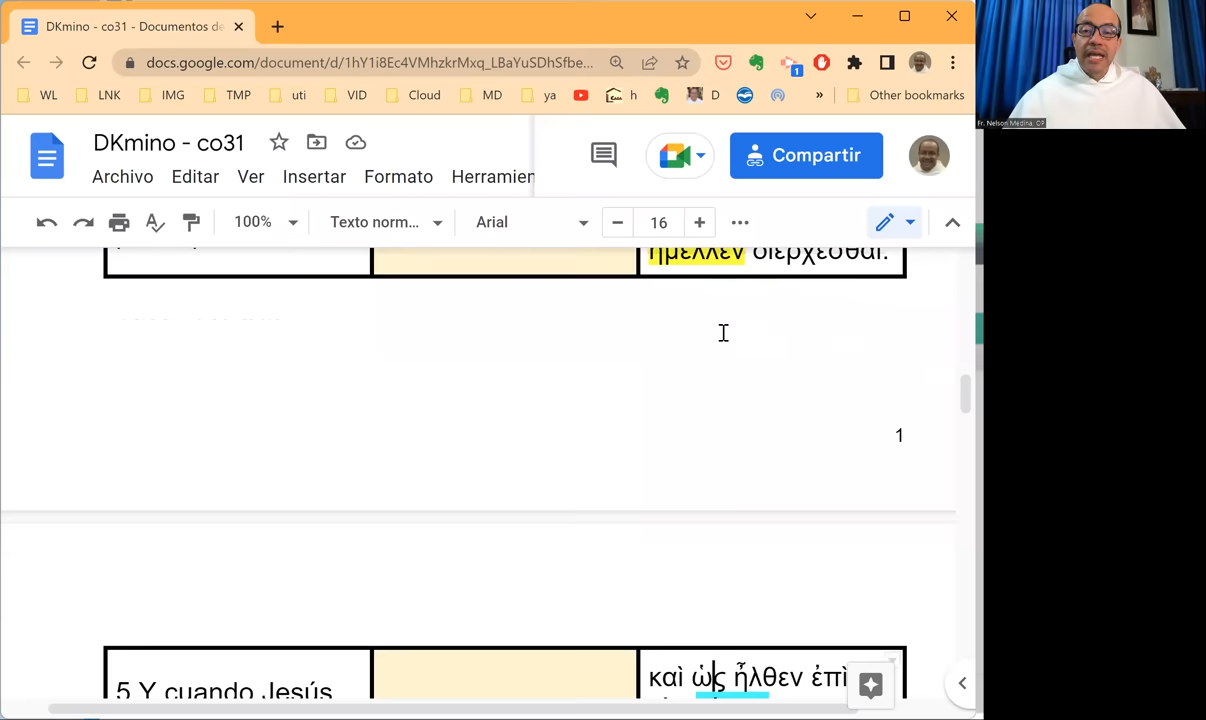 DKmino - co31 - Documentos de
docs.google.com/document/d/1hY1i8Ec4VMhzkrMxq_LBaYuSDhSfbe...
1
WL LNK IMG TMP uti VID Cloud MD ya h D » Other bookmarks
DKmino - co31
Archivo Editar Ver Insertar Formato Herramien
Compartir
100% Texto norm... Arial 16
ἤμελλεν διέρχεσθαι.
1
5 Y cuando Jesús
καὶ ὡς ἦλθεν ἐπὶ
Fr. Nelson Medina, OP